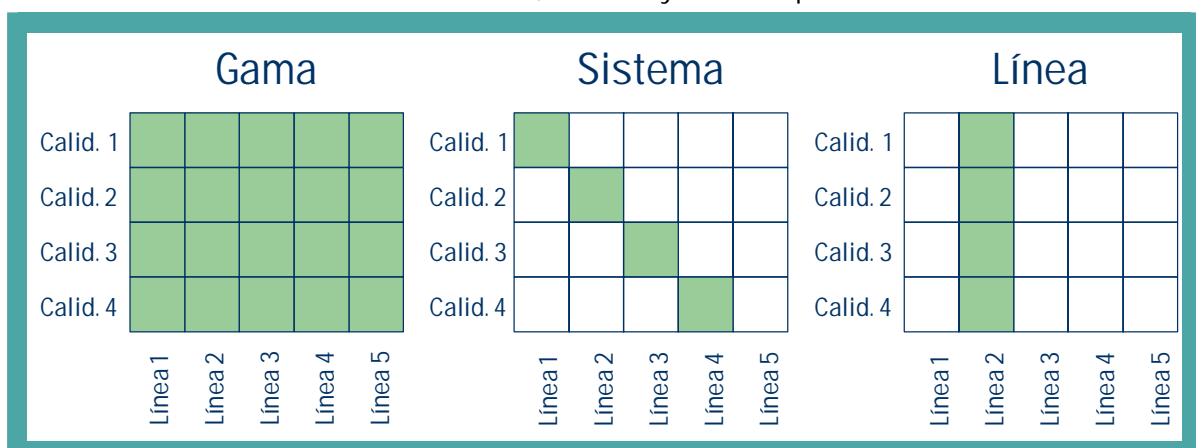 Gama
Calid. 1
Calid. 2
Calid. 3
Calid. 4
Línea 1
Línea 2
Línea 3
Línea 4
Línea 5
Sistema
Calid. 1
Calid. 2
Calid. 3
Calid. 4
Línea 1
Línea 2
Línea 3
Línea 4
Línea 5
Línea
Calid. 1
Calid. 2
Calid. 3
Calid. 4
Línea 1
Línea 2
Línea 3
Línea 4
Línea 5